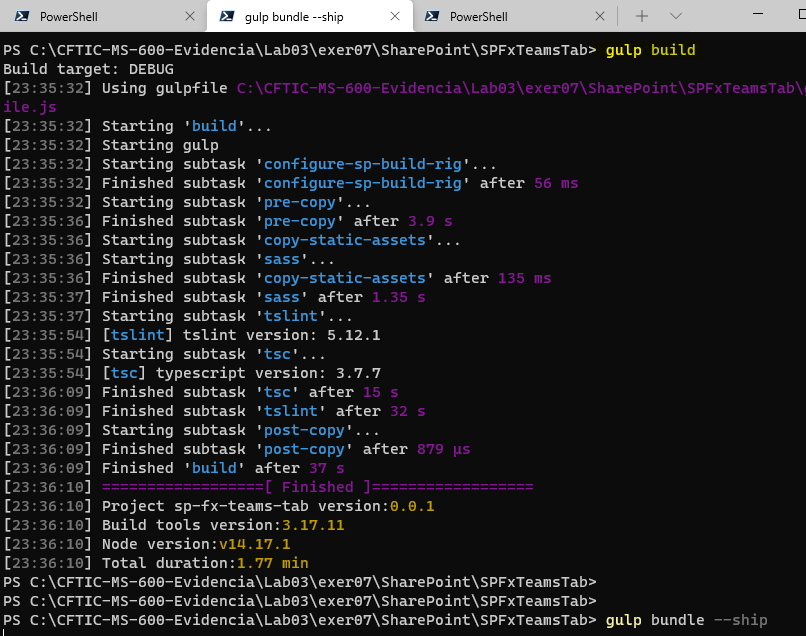 PowerShell
gulp bundle --ship
PowerShell
PS C:\CFTIC-MS-600-Evidencia\Lab03\exer07\SharePoint\SPFxTeamsTab> gulp build
Build target: DEBUG
[23:35:32] Using gulpfile C:\CFTIC-MS-600-Evidencia\Lab03\exer07\SharePoint\SPFxTeamsTab\
ile.js
[23:35:32] Starting 'build'...
[23:35:32] Starting gulp
[23:35:32] Starting subtask 'configure-sp-build-rig'...
[23:35:32] Finished subtask 'configure-sp-build-rig' after 56 ms
[23:35:32] Starting subtask 'pre-copy'...
[23:35:36] Finished subtask 'pre-copy' after 3.9 s
[23:35:36] Starting subtask 'copy-static-assets'...
[23:35:36] Starting subtask 'sass'...
[23:35:36] Finished subtask 'copy-static-assets' after 135 ms
[23:35:37] Finished subtask 'sass' after 1.35 s
[23:35:37] Starting subtask 'tslint'...
[23:35:54] [tslint] tslint version: 5.12.1
[23:35:54] Starting subtask 'tsc'...
[23:35:54] [tsc] typescript version: 3.7.7
[23:36:09] Finished subtask 'tsc' after 15 s
[23:36:09] Finished subtask 'tslint' after 32 s
[23:36:09] Starting subtask 'post-copy'...
[23:36:09] Finished subtask 'post-copy' after 879 μs
[23:36:09] Finished 'build' after 37 s
[23:36:10] ==================[ Finished ]==================
[23:36:10] Project sp-fx-teams-tab version:0.0.1
[23:36:10] Build tools version:3.17.11
[23:36:10] Node version:v14.17.1
[23:36:10] Total duration:1.77 min
PS C:\CFTIC-MS-600-Evidencia\Lab03\exer07\SharePoint\SPFxTeamsTab>
PS C:\CFTIC-MS-600-Evidencia\Lab03\exer07\SharePoint\SPFxTeamsTab>
PS C:\CFTIC-MS-600-Evidencia\Lab03\exer07\SharePoint\SPFxTeamsTab> gulp bundle --ship